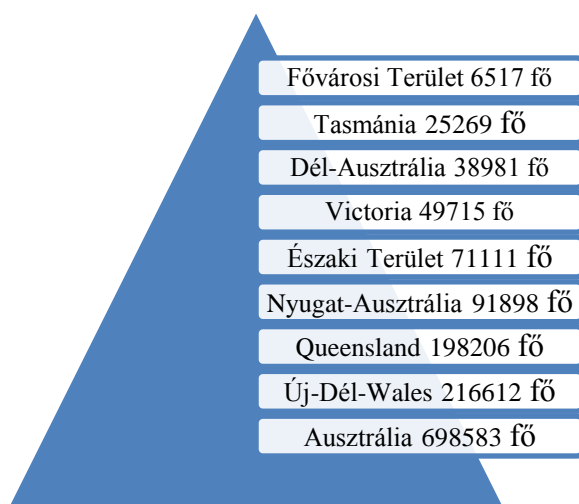 Fővárosi Terület 6517 fő
Tasmánia 25269 fő
Dél-Ausztrália 38981 fő
Victoria 49715 fő
Északi Terület 71111 fő
Nyugat-Ausztrália 91898 fő
Queensland 198206 fő
Új-Dél-Wales 216612 fő
Ausztrália 698583 fő